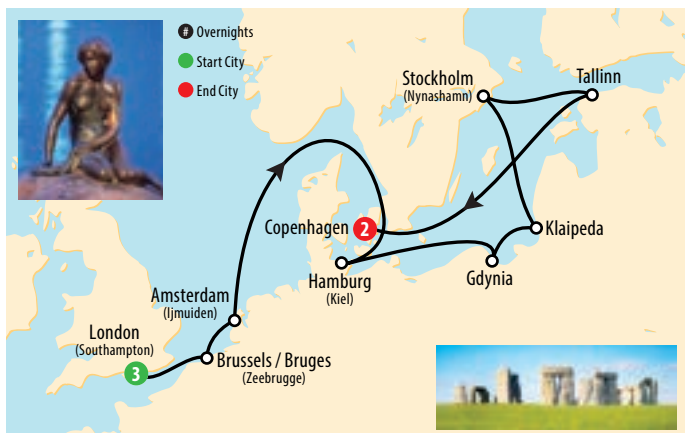 # Overnights
Start City
End City
Stockholm
(Nynashamn)
Tallinn
Copenhagen 2
Klaipeda
Hamburg
(Kiel)
Gdynia
Amsterdam
(Ijmuiden)
London
(Southampton)
3
Brussels / Bruges
(Zeebrugge)